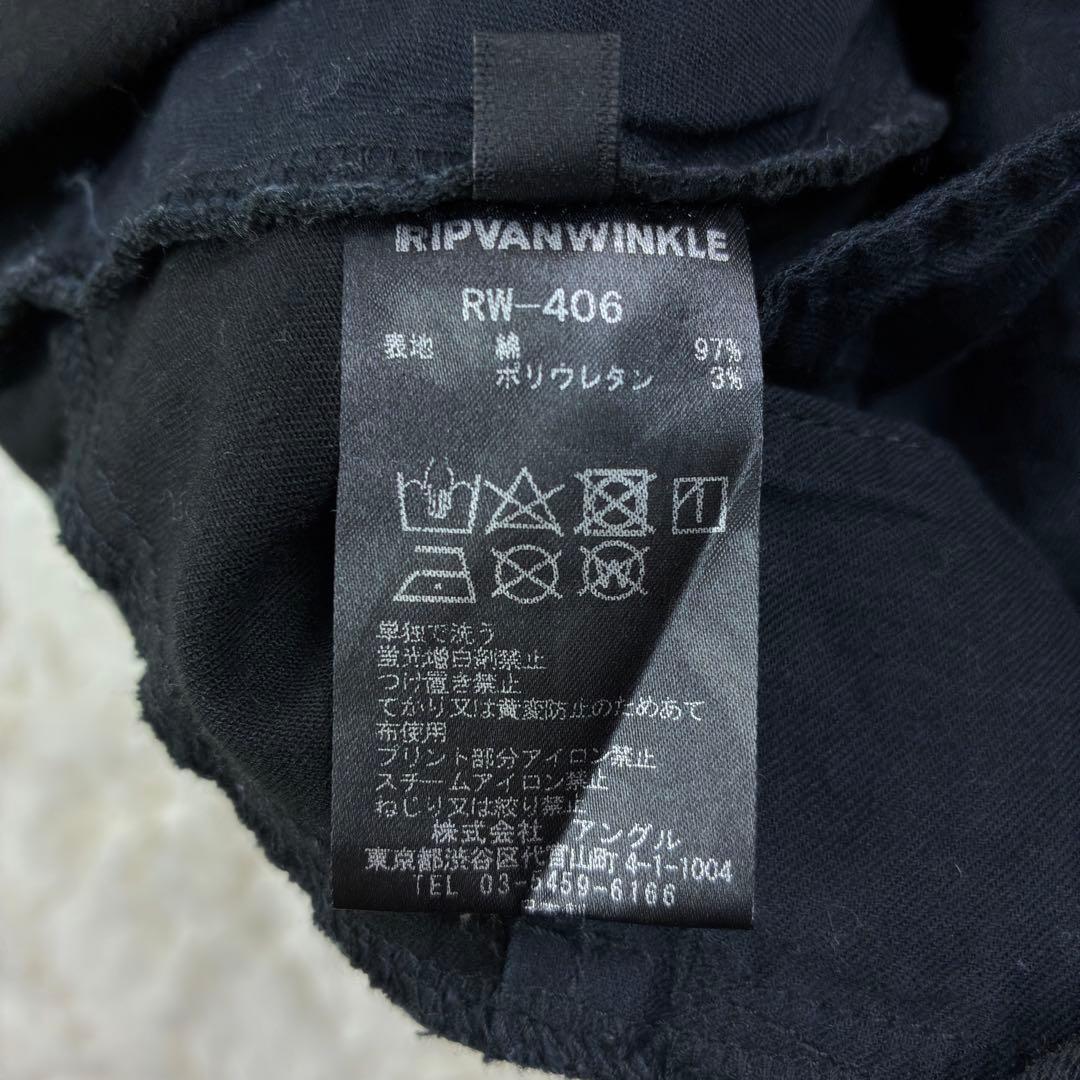 RIPVANWINKLE
RW-406
表地 綿 97%
ポリウレタン 3%
W
単独で洗う
蛍光増白剤禁止
つけ置き禁止
てかり又は黄変防止のためあて
布使用
プリント部分アイロン禁止
スチームアイロン禁止
ねじり又は絞り禁止
株式会社 アングル
東京都渋谷区代官山町4-1-1004
TEL 03-5459-6166